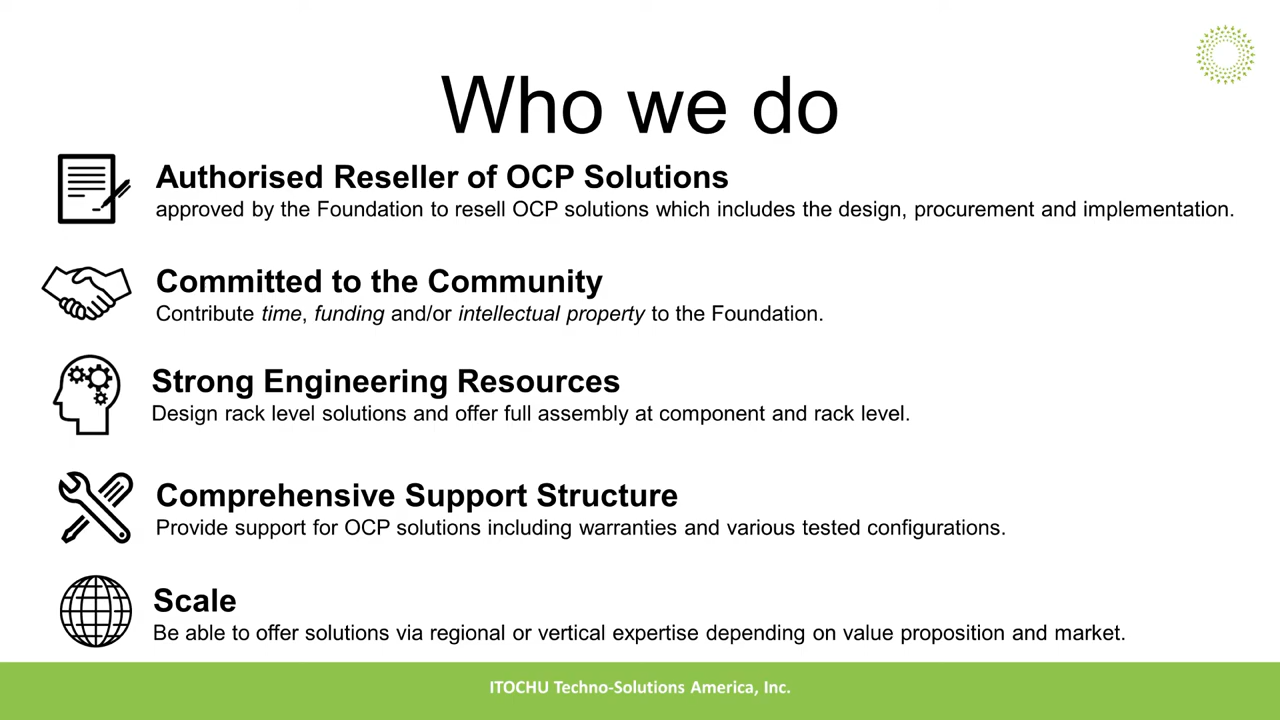 Who we do
Authorised Reseller of OCP Solutions
approved by the Foundation to resell OCP solutions which includes the design, procurement and implementation.
Committed to the Community
Contribute time, funding and/or intellectual property to the Foundation.
Strong Engineering Resources
Design rack level solutions and offer full assembly at component and rack level.
Comprehensive Support Structure
Provide support for OCP solutions including warranties and various tested configurations.
Scale
Be able to offer solutions via regional or vertical expertise depending on value proposition and market.
ITOCHU Techno-Solutions America, Inc.